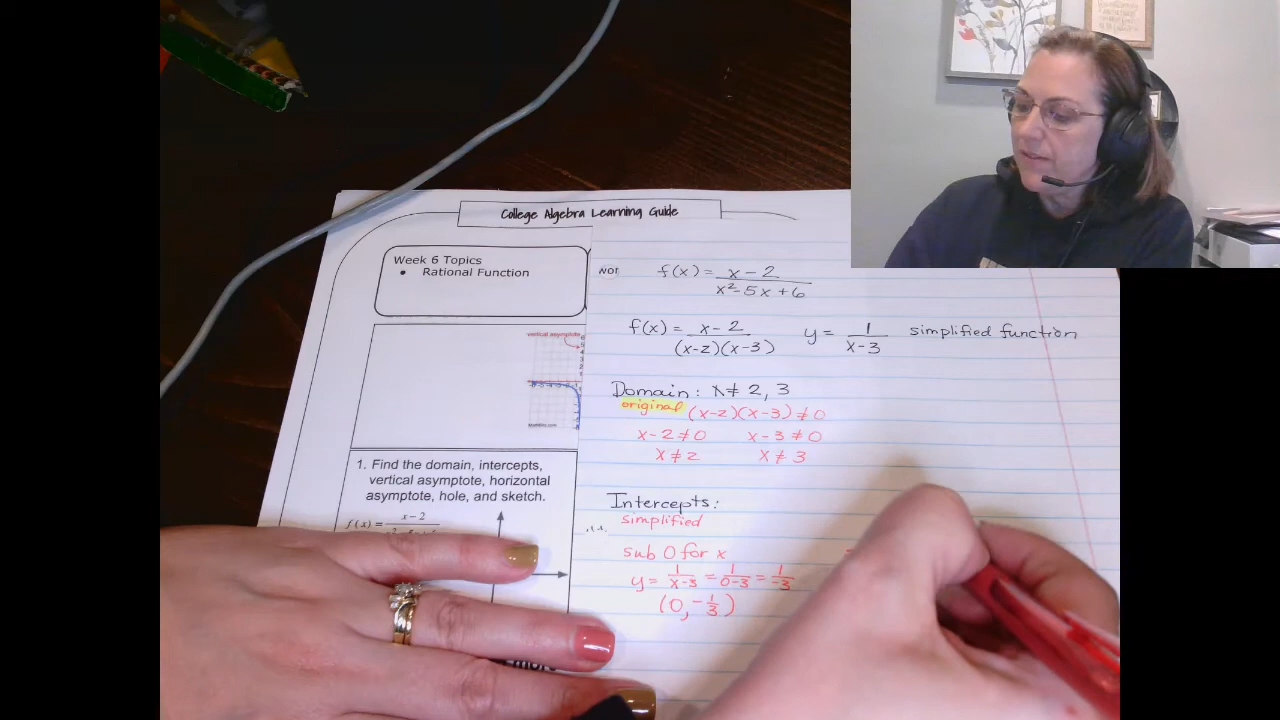 College Algebra Learning Guide
Week 6 Topics
• Rational Function
vertical asymptote
1. Find the domain, intercepts,
vertical asymptote, horizontal
asymptote, hole, and sketch.
f(x) = x-2
f(x) = x-2 / x²-5x+6
f(x) = x-2 / (x-2)(x-3) y = 1 / x-3 simplified function
Domain: x≠ 2, 3
original (x-2)(x-3) ≠ 0
x-2≠0 x-3≠0
x≠2 x≠3
Intercepts:
simplified
sub 0 for x
y = 1/x-3 = 1/0-3 = 1/-3
(0, -1/3)